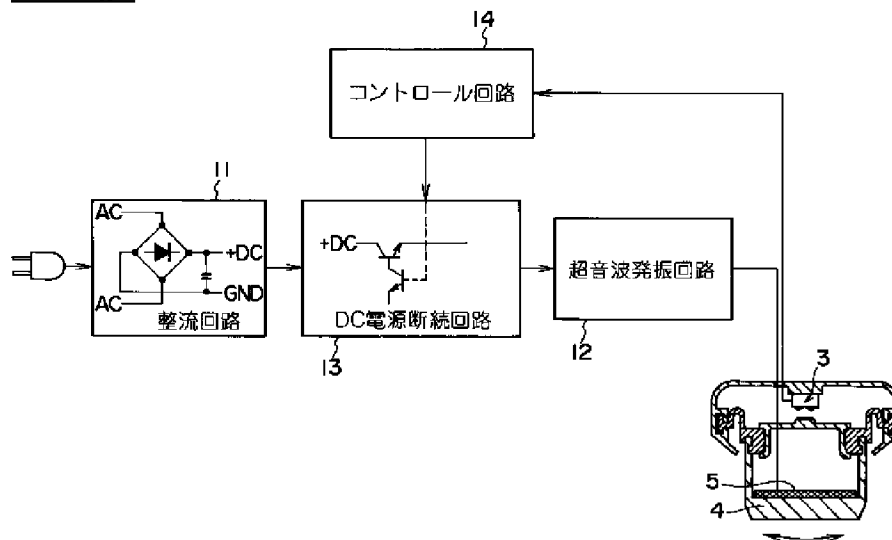 14
コントロール回路
11
AC
+DC
GND
AC
整流回路
+DC
DC電源断続回路
13
超音波発振回路
12
3
5
4